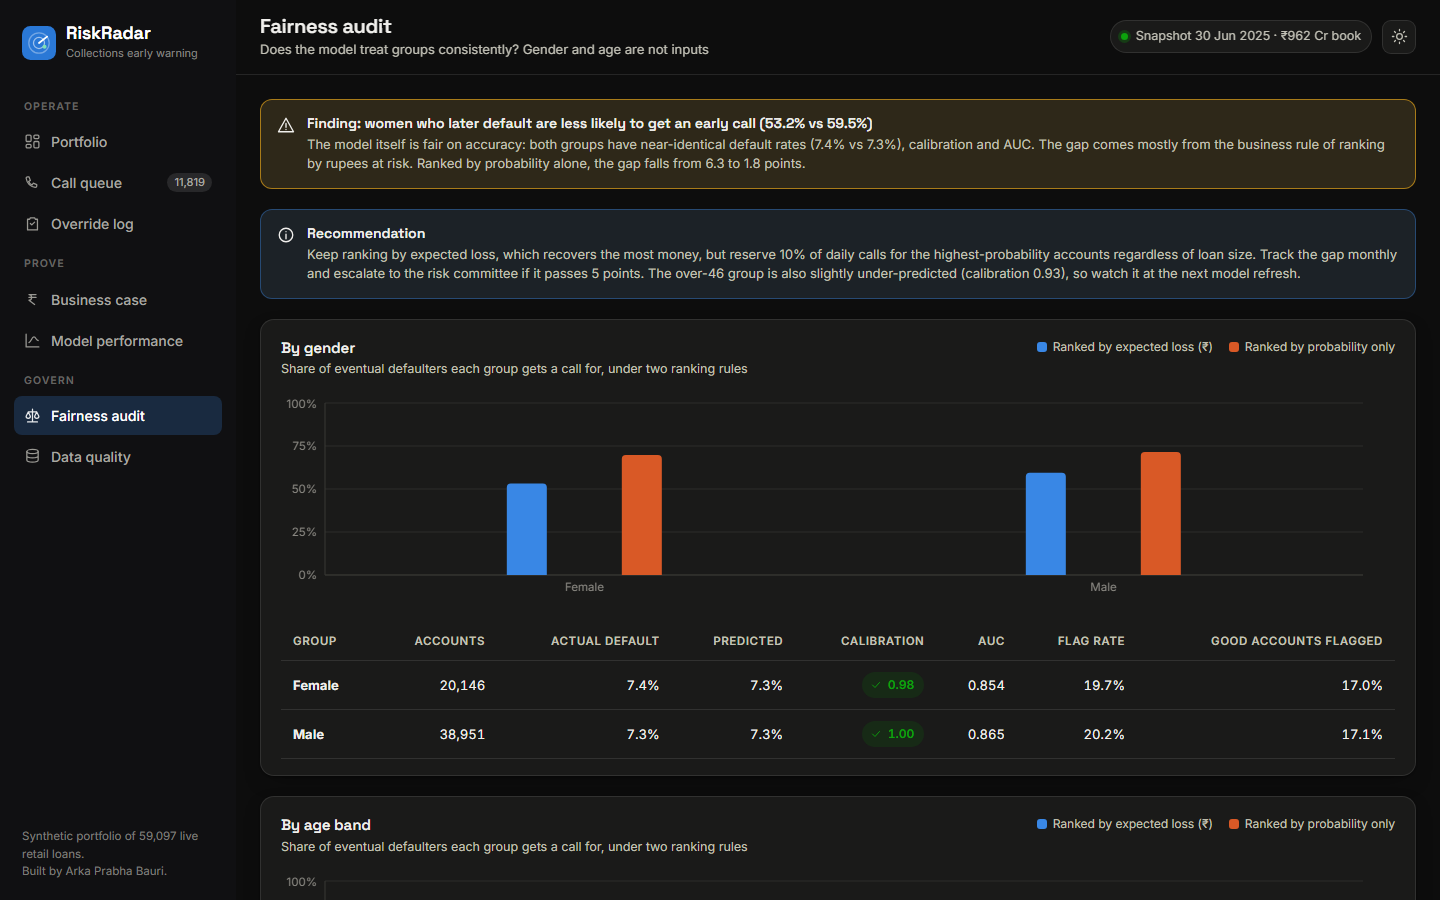 RiskRadar
Collections early warning
OPERATE
Portfolio
Call queue 11,819
Override log
PROVE
₹ Business case
Model performance
GOVERN
Fairness audit
Data quality
Synthetic portfolio of 59,097 live
retail loans.
Built by Arka Prabha Bauri.
Fairness audit
Does the model treat groups consistently? Gender and age are not inputs
Snapshot 30 Jun 2025 · ₹962 Cr book
Finding: women who later default are less likely to get an early call (53.2% vs 59.5%)
The model itself is fair on accuracy: both groups have near-identical default rates (7.4% vs 7.3%), calibration and AUC. The gap comes mostly from the business rule of ranking
by rupees at risk. Ranked by probability alone, the gap falls from 6.3 to 1.8 points.
Recommendation
Keep ranking by expected loss, which recovers the most money, but reserve 10% of daily calls for the highest-probability accounts regardless of loan size. Track the gap monthly
and escalate to the risk committee if it passes 5 points. The over-46 group is also slightly under-predicted (calibration 0.93), so watch it at the next model refresh.
By gender
Share of eventual defaulters each group gets a call for, under two ranking rules
Ranked by expected loss (₹) Ranked by probability only
100%
75%
50%
25%
0%
Female Male
GROUP ACCOUNTS ACTUAL DEFAULT PREDICTED CALIBRATION AUC FLAG RATE GOOD ACCOUNTS FLAGGED
Female 20,146 7.4% 7.3% ✓ 0.98 0.854 19.7% 17.0%
Male 38,951 7.3% 7.3% ✓ 1.00 0.865 20.2% 17.1%
By age band
Share of eventual defaulters each group gets a call for, under two ranking rules
Ranked by expected loss (₹) Ranked by probability only
100%